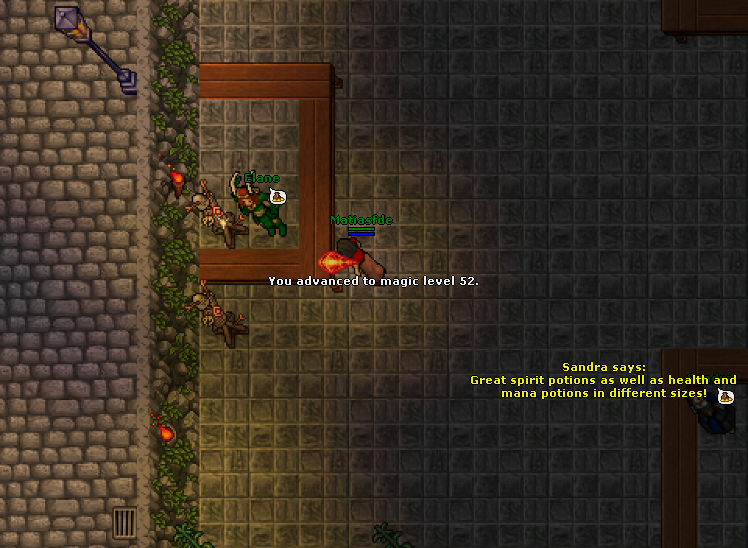 Elane
Matiasfde
You advanced to magic level 52.
Sandra says:
Great spirit potions as well as health and
mana potions in different sizes!